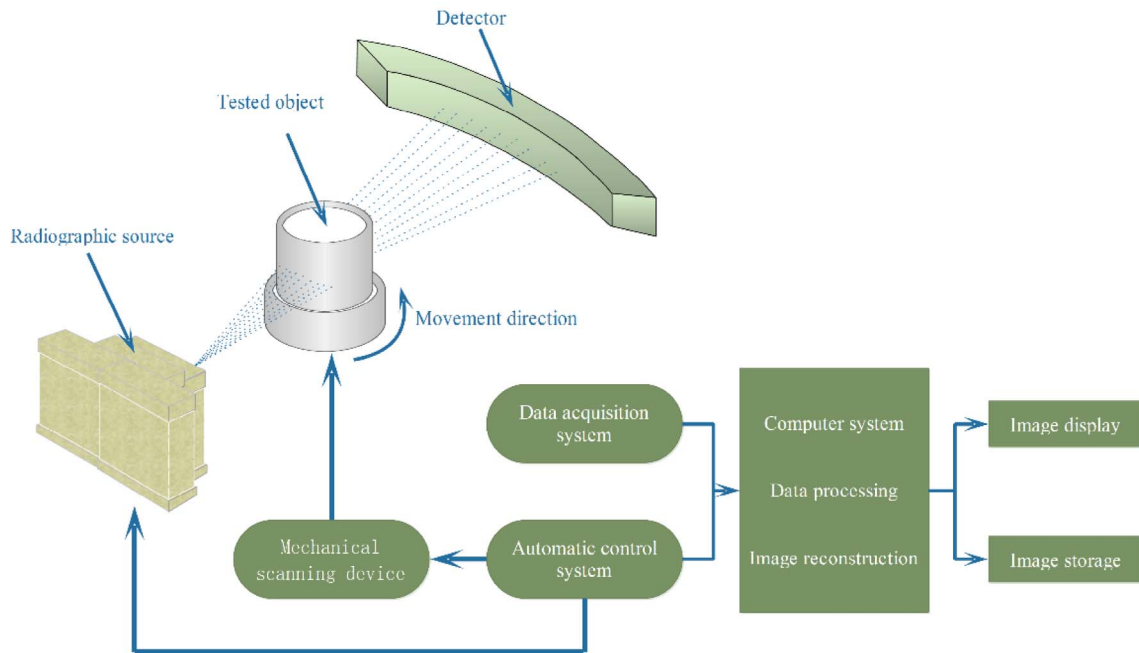 Detector
Tested object
Radiographic source
Movement direction
Data acquisition
system
Computer system
Image display
Data processing
Mechanical
scanning device
Automatic control
system
Image reconstruction
Image storage